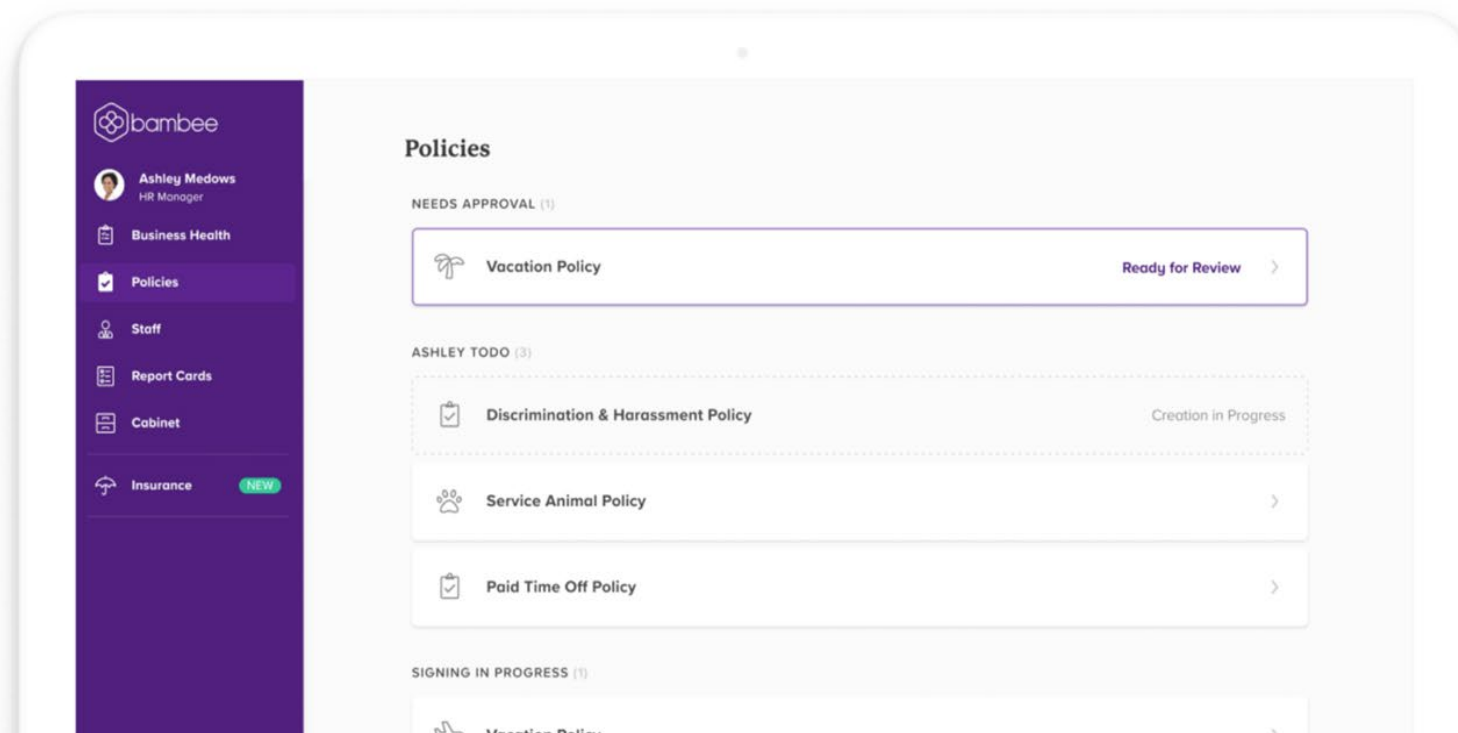 bambee
Ashley Medows
HR Manager
Business Health
Policies
Staff
Report Cards
Cabinet
Insurance NEW
Policies
NEEDS APPROVAL (1)
Vacation Policy Ready for Review
ASHLEY TODO (3)
Discrimination & Harassment Policy Creation in Progress
Service Animal Policy
Paid Time Off Policy
SIGNING IN PROGRESS (1)
Vacation Policy